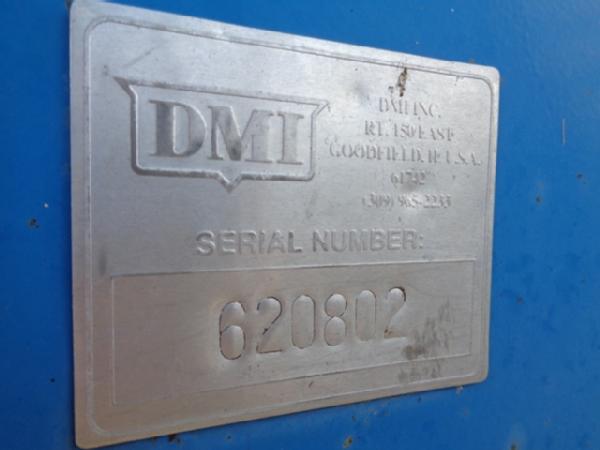 DMI
DMI INC.
RT. 150 EAST
GOODFIELD, IL U.S.A.
61742
(309) 965-2233
SERIAL NUMBER:
620802